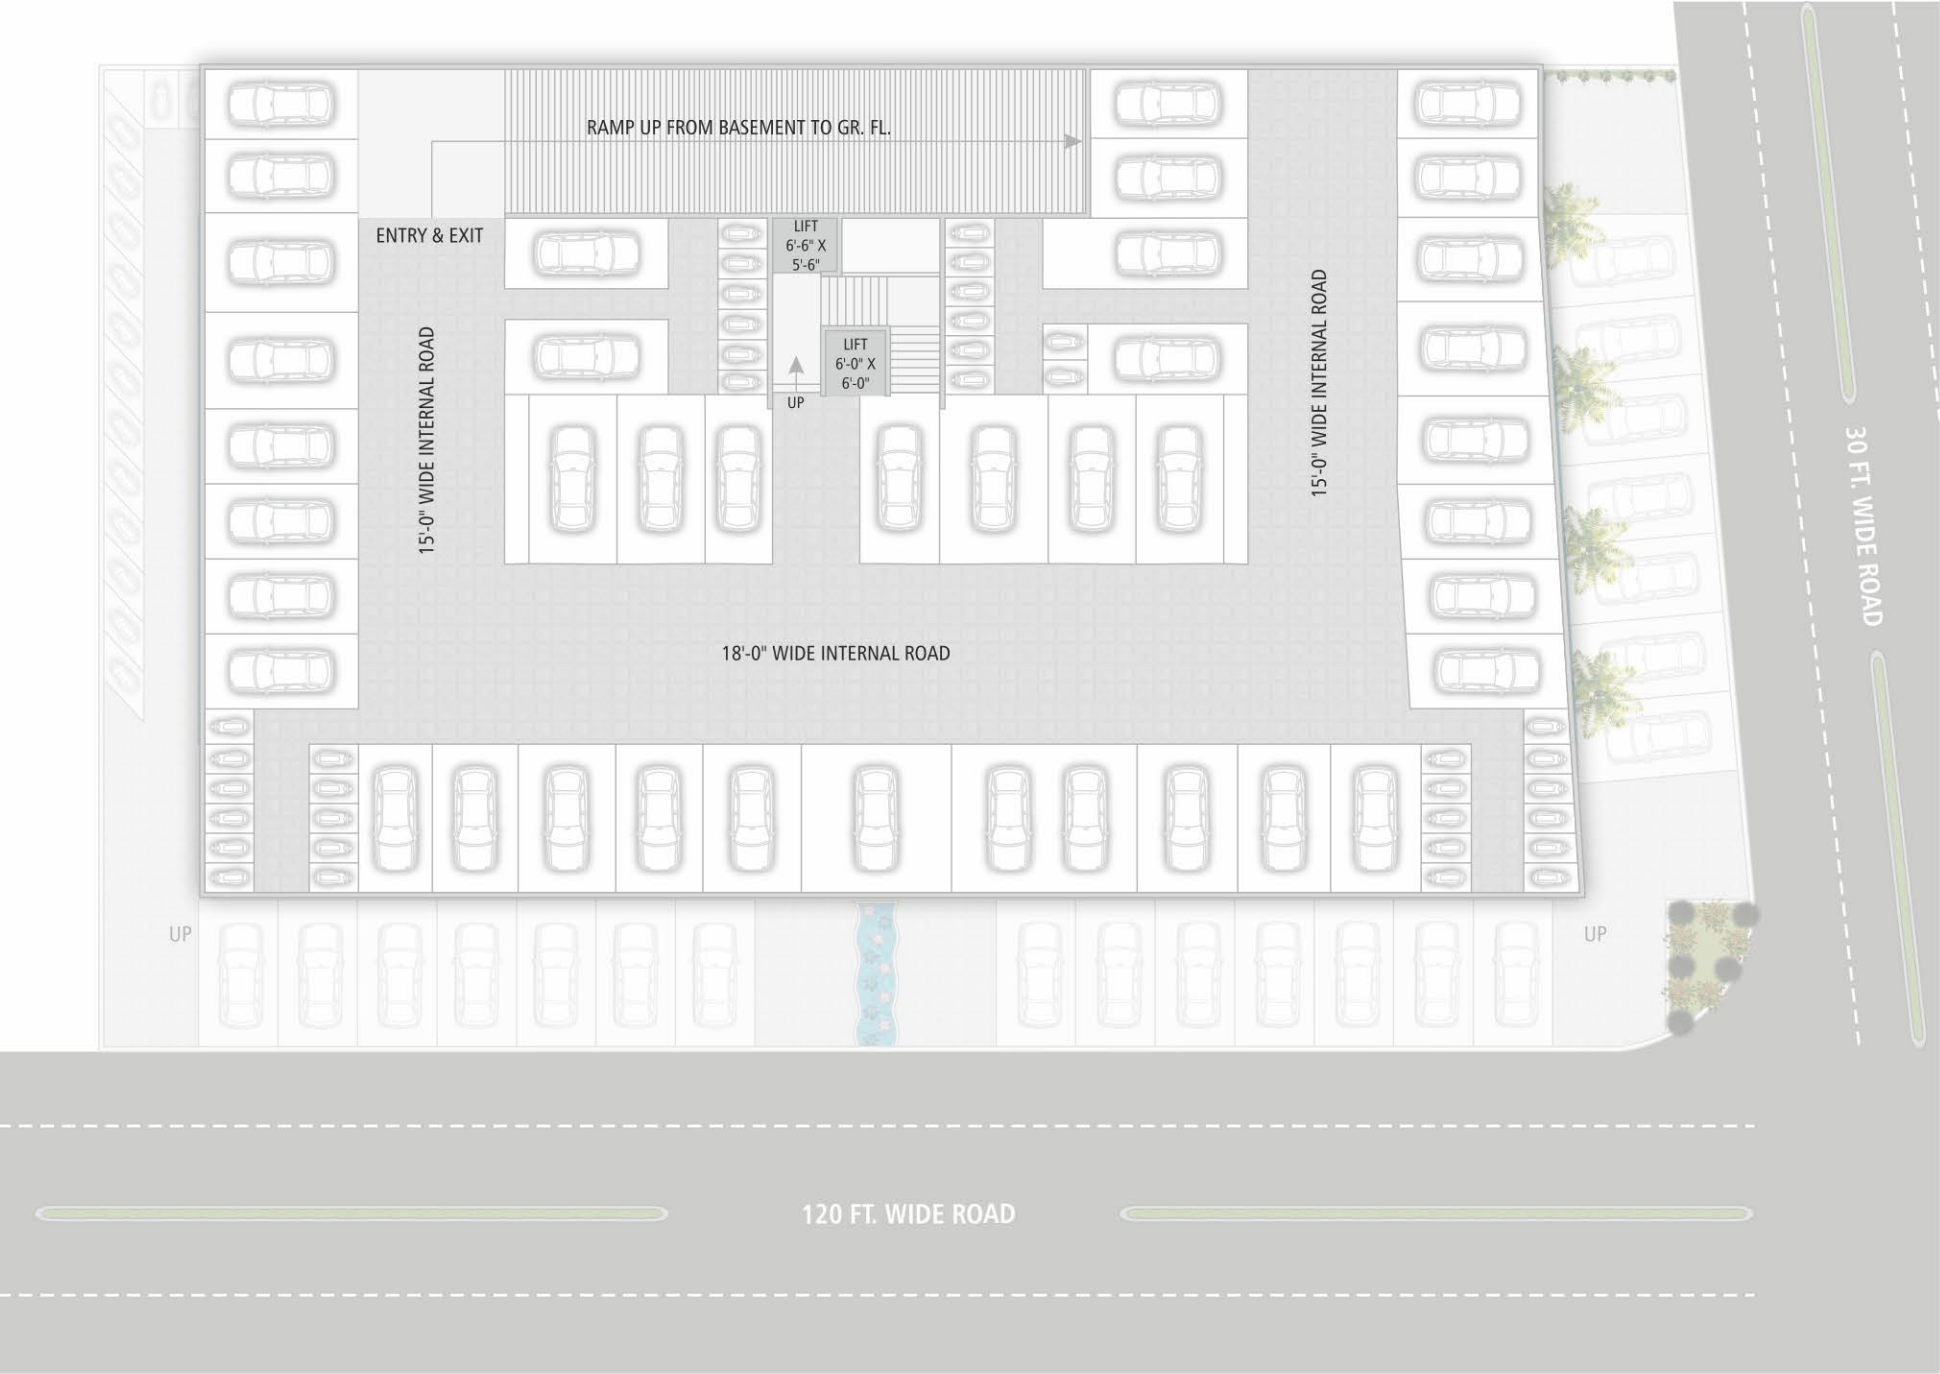 RAMP UP FROM BASEMENT TO GR. FL.
ENTRY & EXIT
LIFT
6'-6" X
5'-6"
LIFT
6'-0" X
6'-0"
UP
15'-0" WIDE INTERNAL ROAD
15'-0" WIDE INTERNAL ROAD
30 FT. WIDE ROAD
18'-0" WIDE INTERNAL ROAD
UP
UP
120 FT. WIDE ROAD